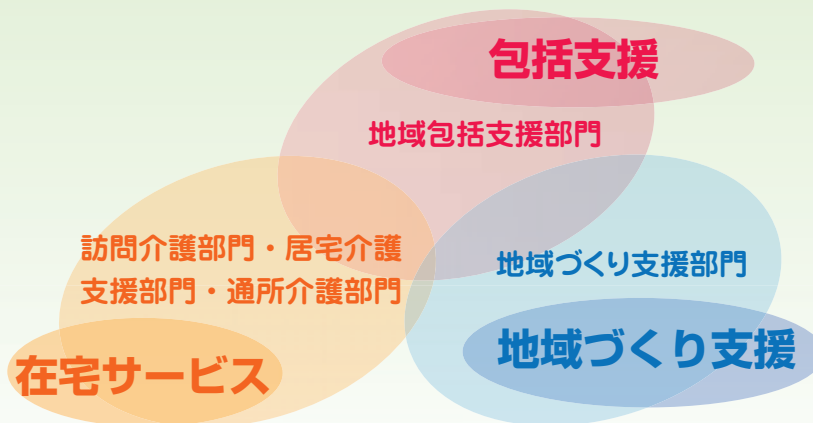 包括支援
地域包括支援部門
訪問介護部門・居宅介護
支援部門・通所介護部門
在宅サービス
地域づくり支援部門
地域づくり支援